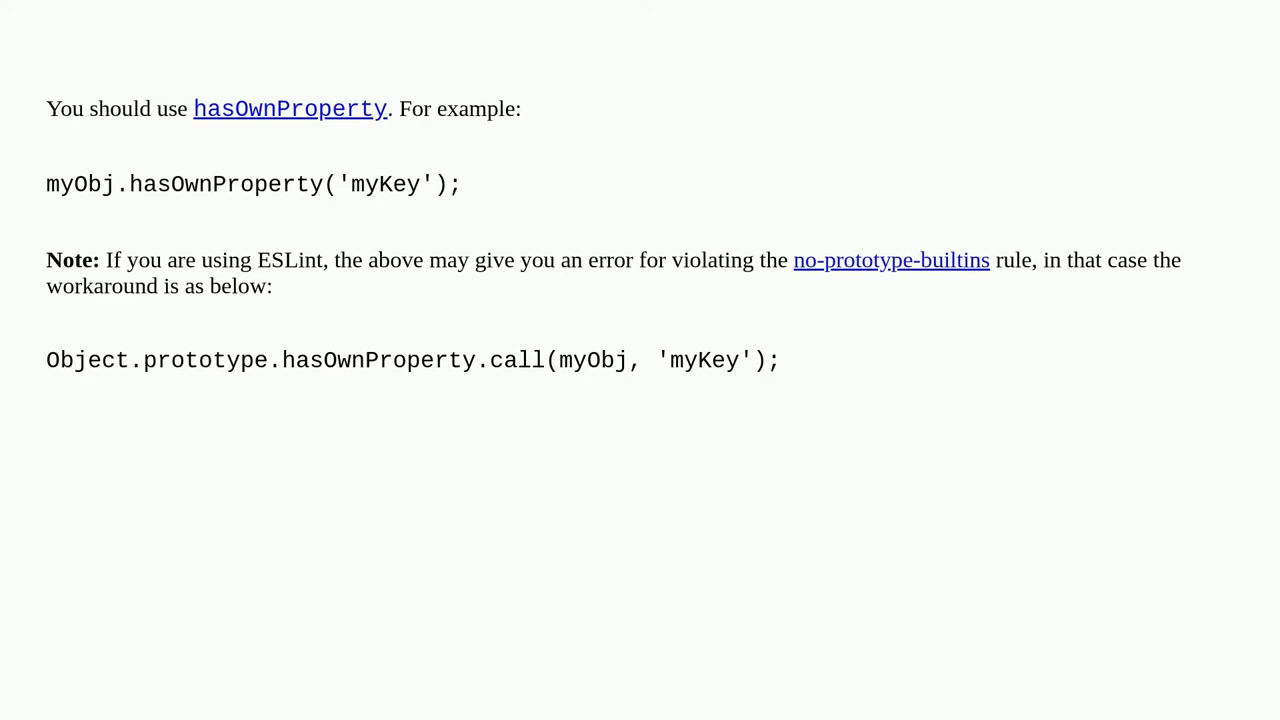 You should use hasOwnProperty. For example:
myObj.hasOwnProperty('myKey');
Note: If you are using ESLint, the above may give you an error for violating the no-prototype-builtins rule, in that case the
workaround is as below:
Object.prototype.hasOwnProperty.call(myObj, 'myKey');